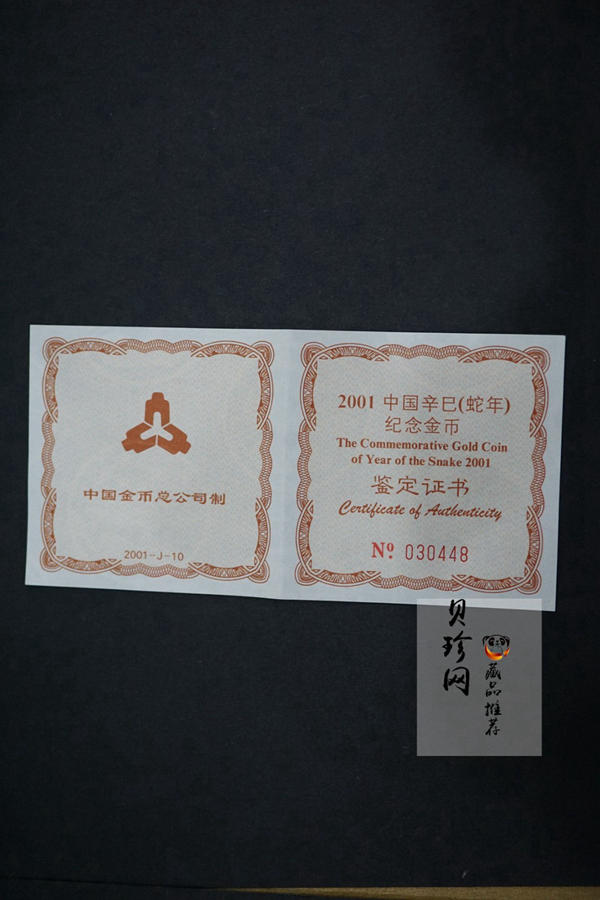 中国金币总公司制
2001-J-10
2001 中国辛巳(蛇年)
纪念金币
The Commemorative Gold Coin
of Year of the Snake 2001
鉴定证书
Certificate of Authenticity
Nº 030448
贝珍网
藏品推荐